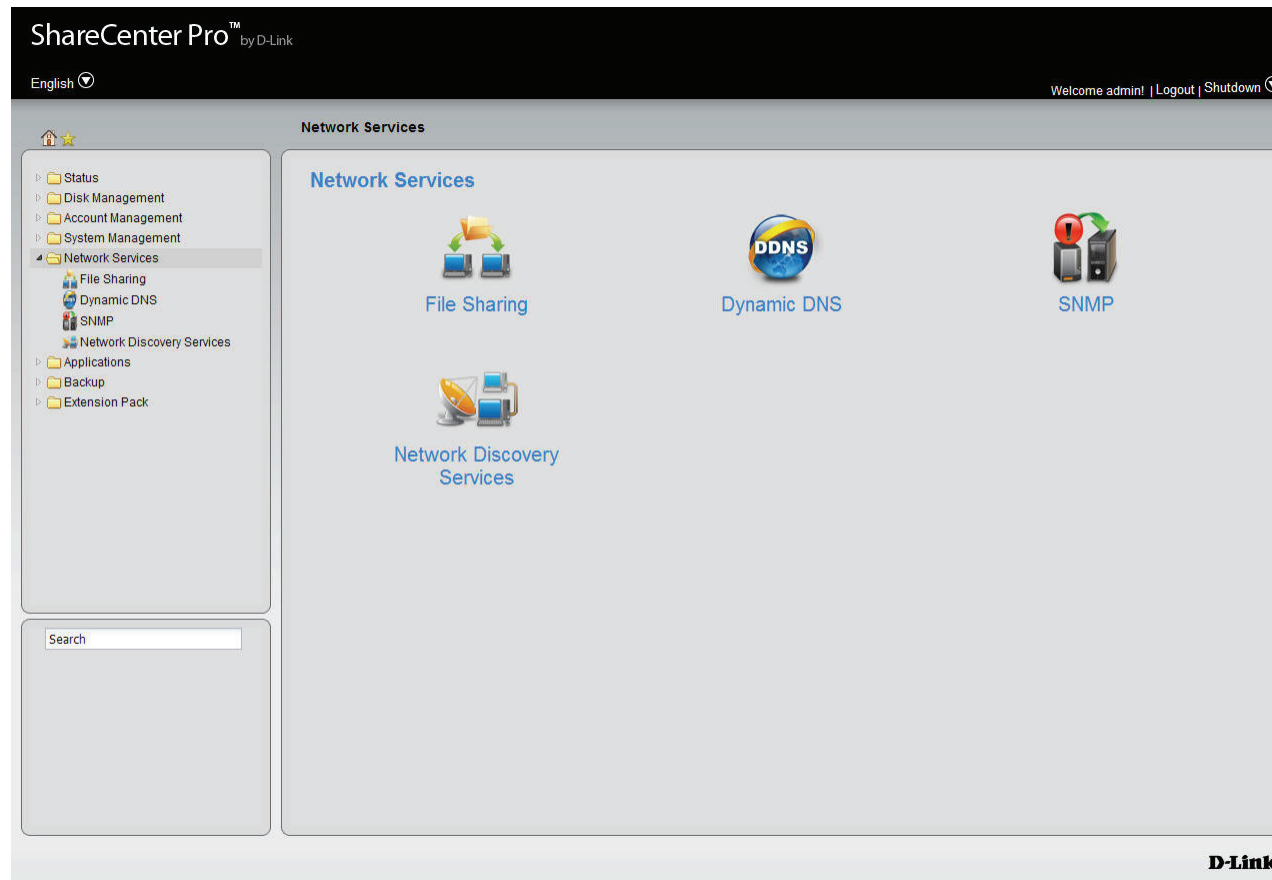 ShareCenter Pro™ by D-Link
English
Welcome admin! | Logout | Shutdown
Network Services
Status
Disk Management
Account Management
System Management
Network Services
File Sharing
Dynamic DNS
SNMP
Network Discovery Services
Applications
Backup
Extension Pack
Search
Network Services
File Sharing
DDNS
Dynamic DNS
SNMP
Network Discovery
Services
D-Link